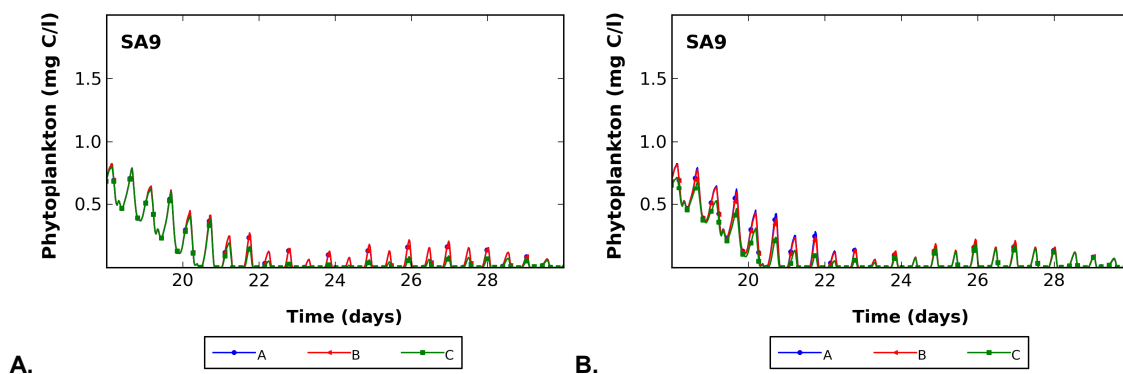 SA9
Phytoplankton (mg C/l)
1.5
1.0
0.5
20 22 24 26 28
Time (days)
A B C
A.
SA9
Phytoplankton (mg C/l)
1.5
1.0
0.5
20 22 24 26 28
Time (days)
A B C
B.